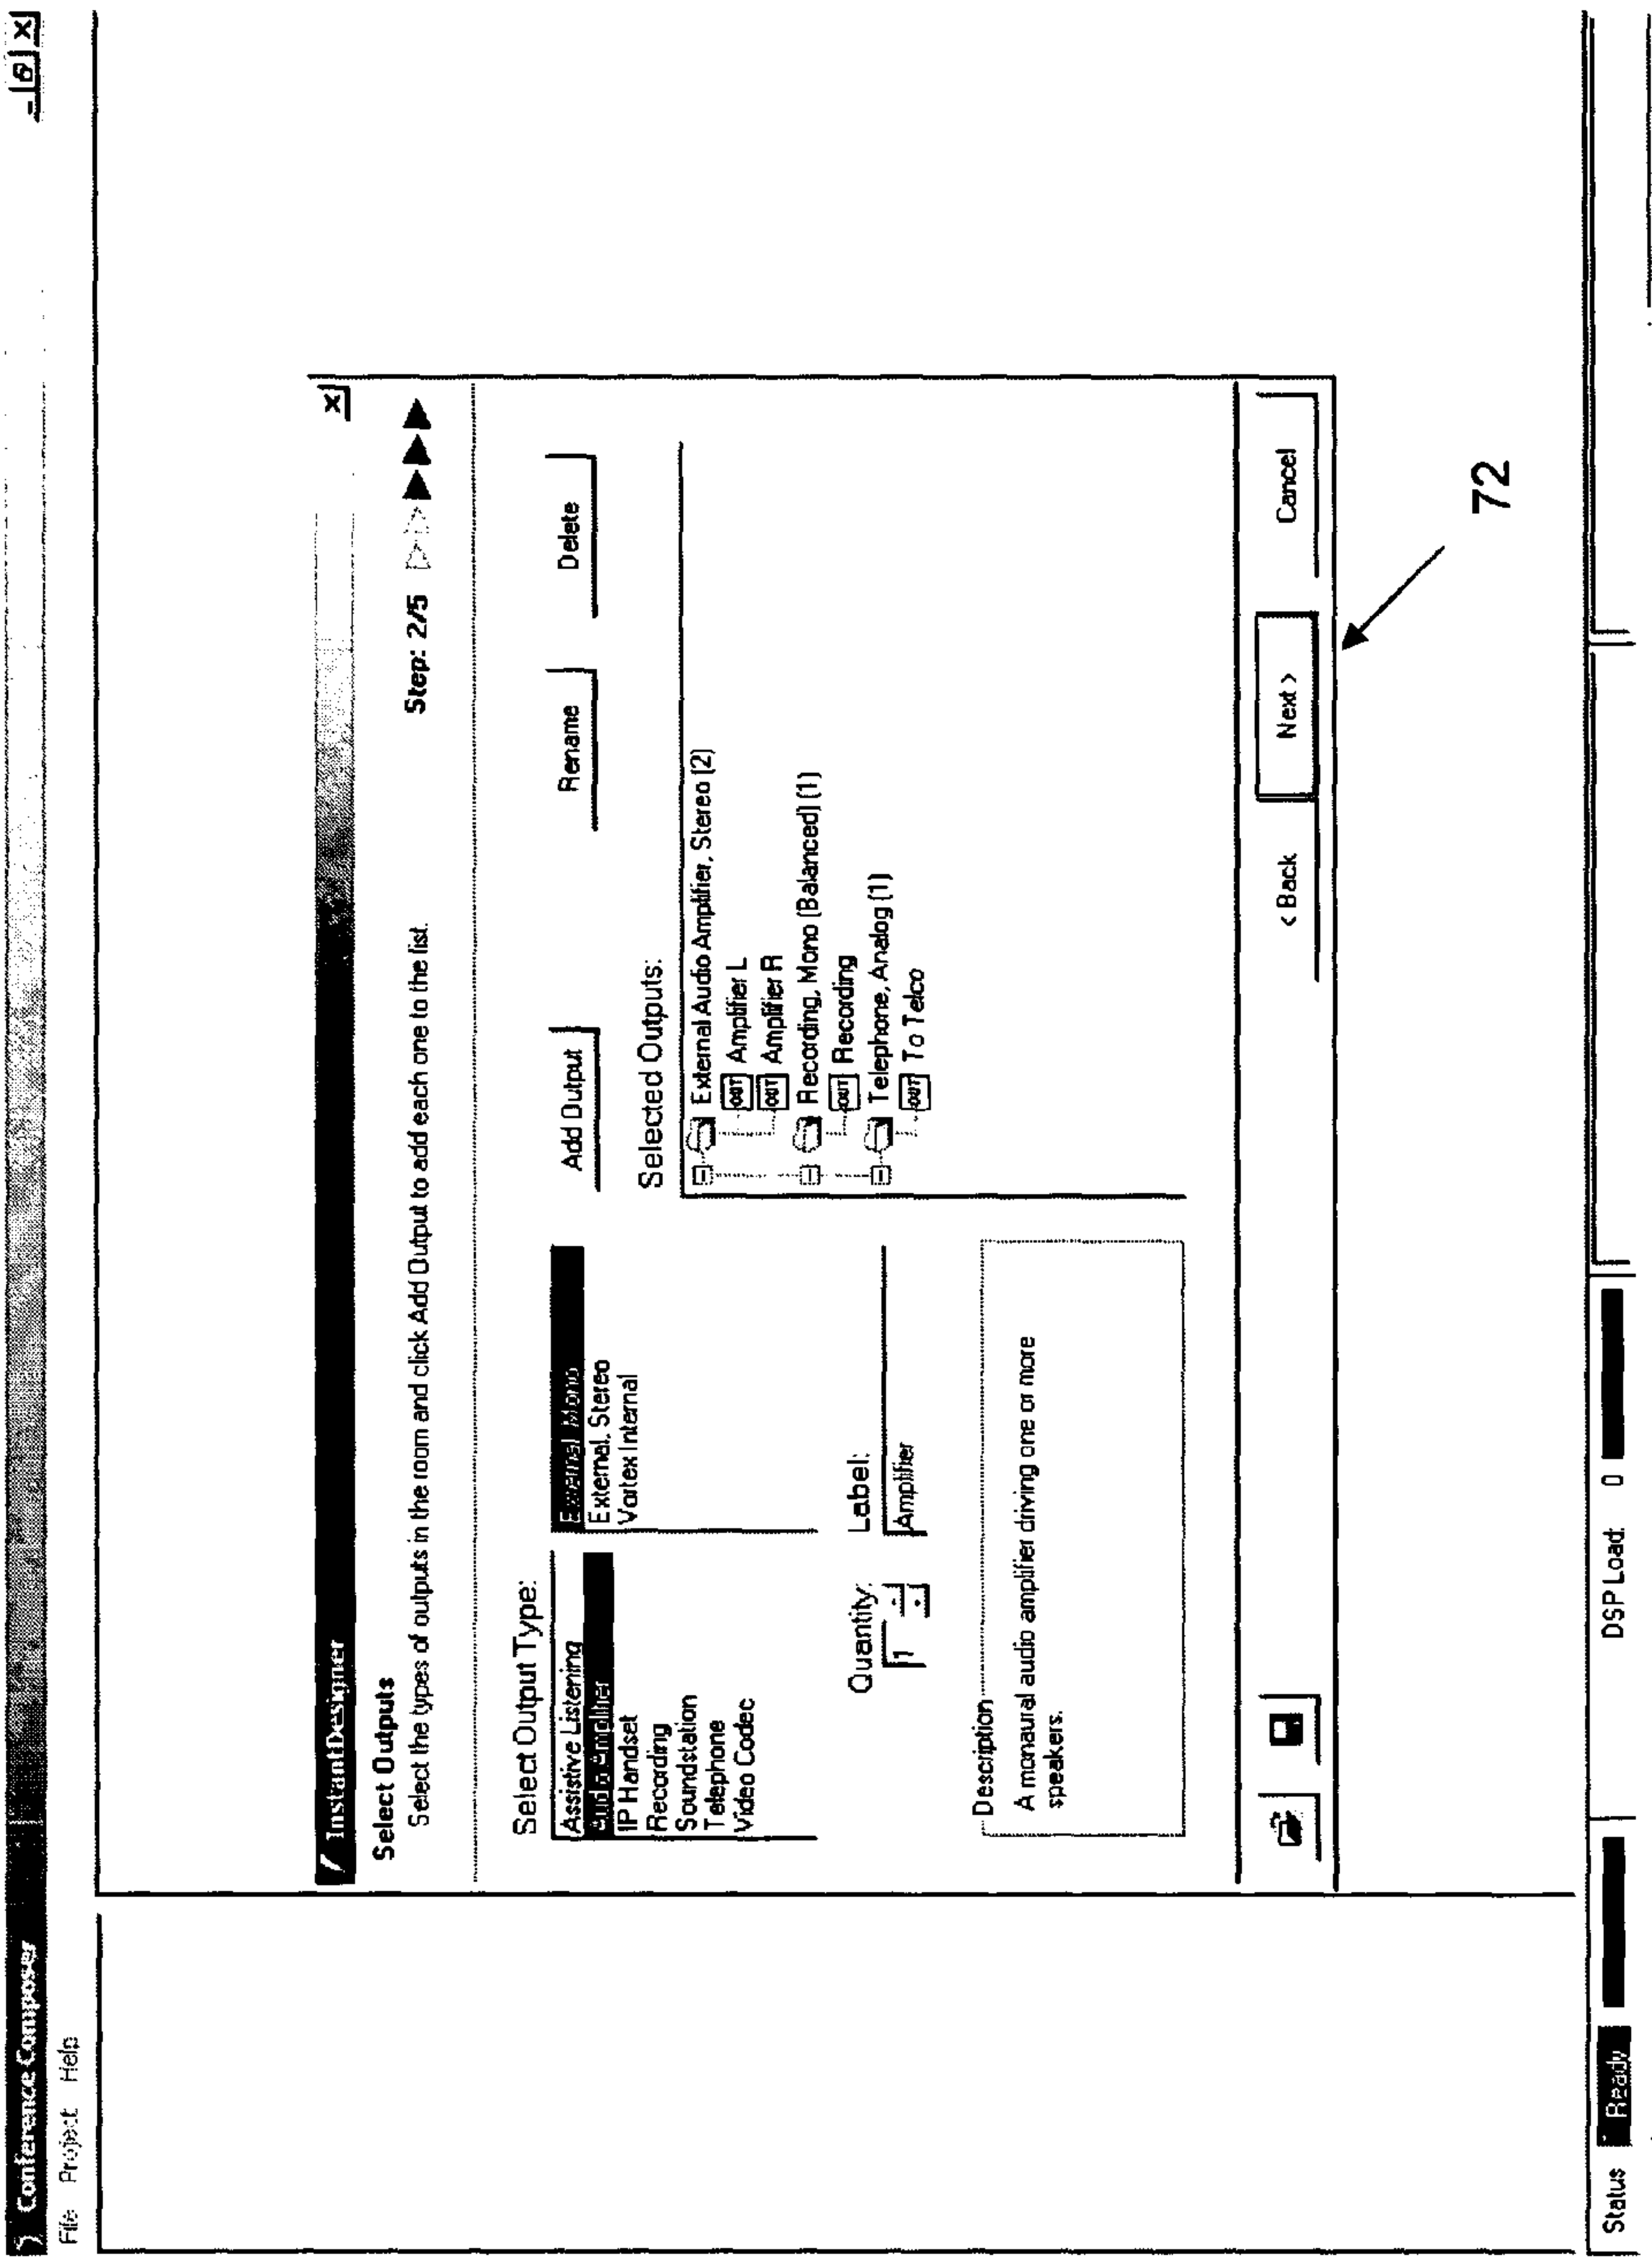 Conference Composer
File Project Help
InstantDesigner
Select Outputs
Select the types of outputs in the room and click Add Output to add each one to the list.
Step: 2/5
Select Output Type:
Assistive Listening
Audio Amplifier
IP Handset
Recording
Soundstation
Telephone
Video Codec
External, Mono
External, Stereo
Vortex Internal
Quantity:
1
Label:
Amplifier
Description
A monaural audio amplifier driving one or more
speakers.
Add Output
Rename
Delete
Selected Outputs:
External Audio Amplifier, Stereo (2)
OUT Amplifier L
OUT Amplifier R
Recording, Mono (Balanced) (1)
OUT Recording
Telephone, Analog (1)
OUT To Telco
< Back
Next >
Cancel
72
Status Ready
DSP Load: 0